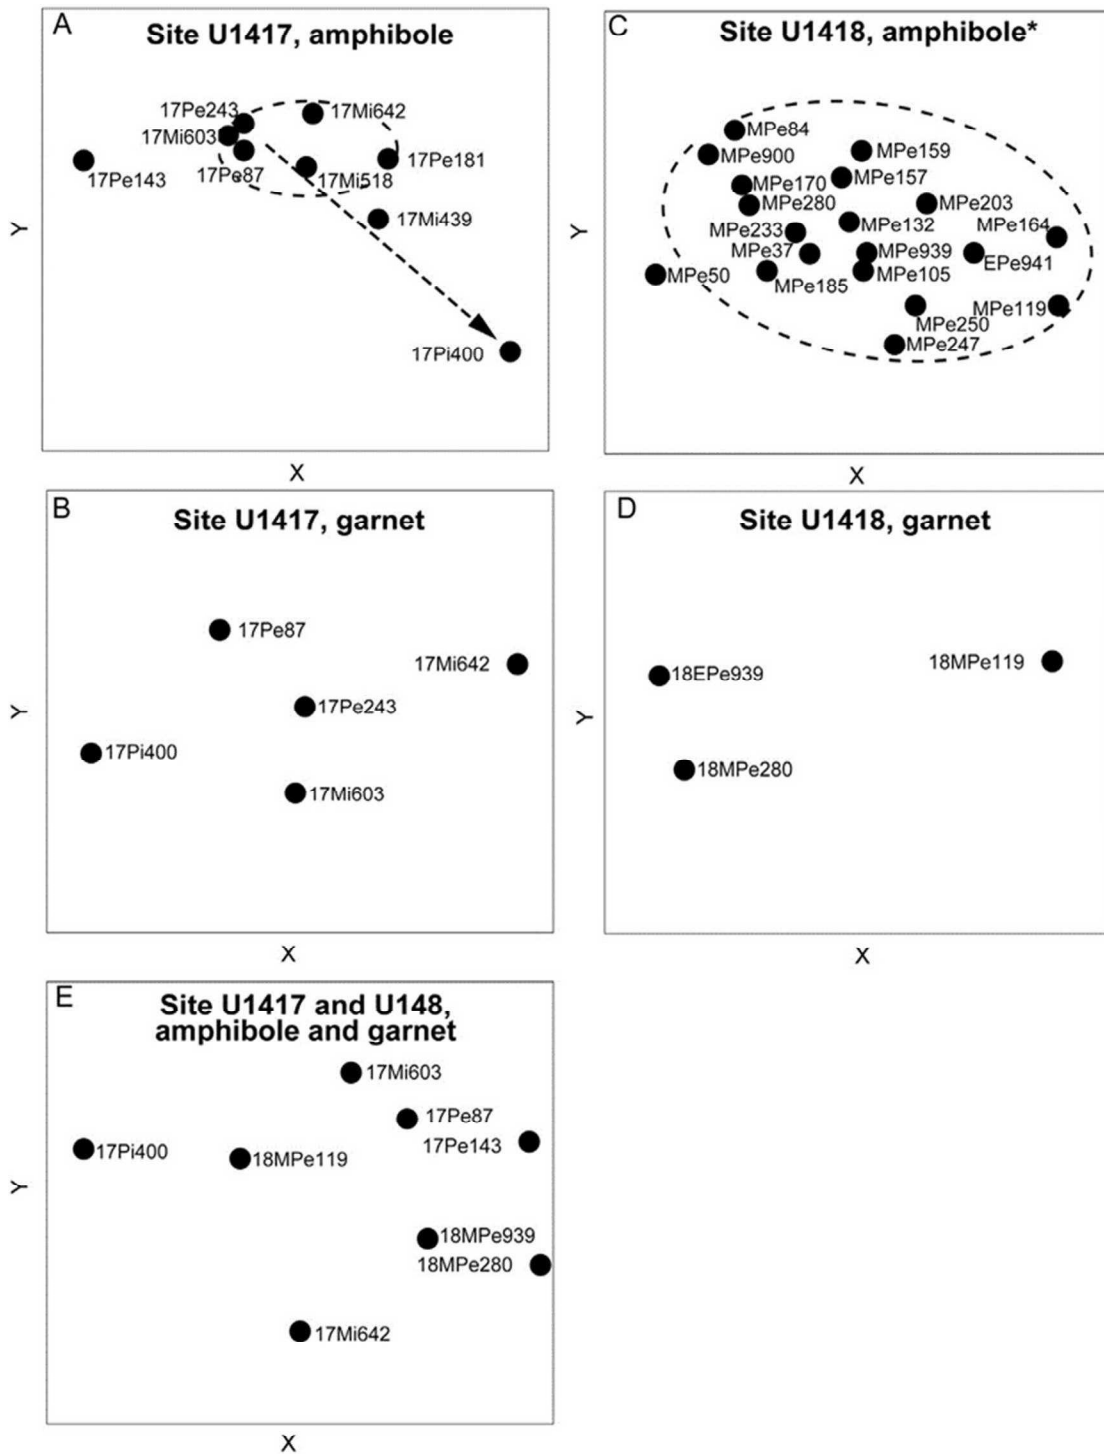 A
Site U1417, amphibole
17Pe243
17Mi642
17Mi603
17Pe181
17Pe143
17Pe87
17Mi518
17Mi439
17Pi400
Y
X
C
Site U1418, amphibole*
MPe84
MPe900
MPe159
MPe170
MPe157
MPe280
MPe203
MPe233
MPe132
MPe164
MPe37
MPe939
EPe941
MPe50
MPe185
MPe105
MPe250
MPe119
MPe247
Y
X
B
Site U1417, garnet
17Pe87
17Mi642
17Pe243
17Pi400
17Mi603
Y
X
D
Site U1418, garnet
18EPe939
18MPe119
18MPe280
Y
X
E
Site U1417 and U148,
amphibole and garnet
17Mi603
17Pe87
17Pe143
17Pi400
18MPe119
18MPe939
18MPe280
17Mi642
Y
X